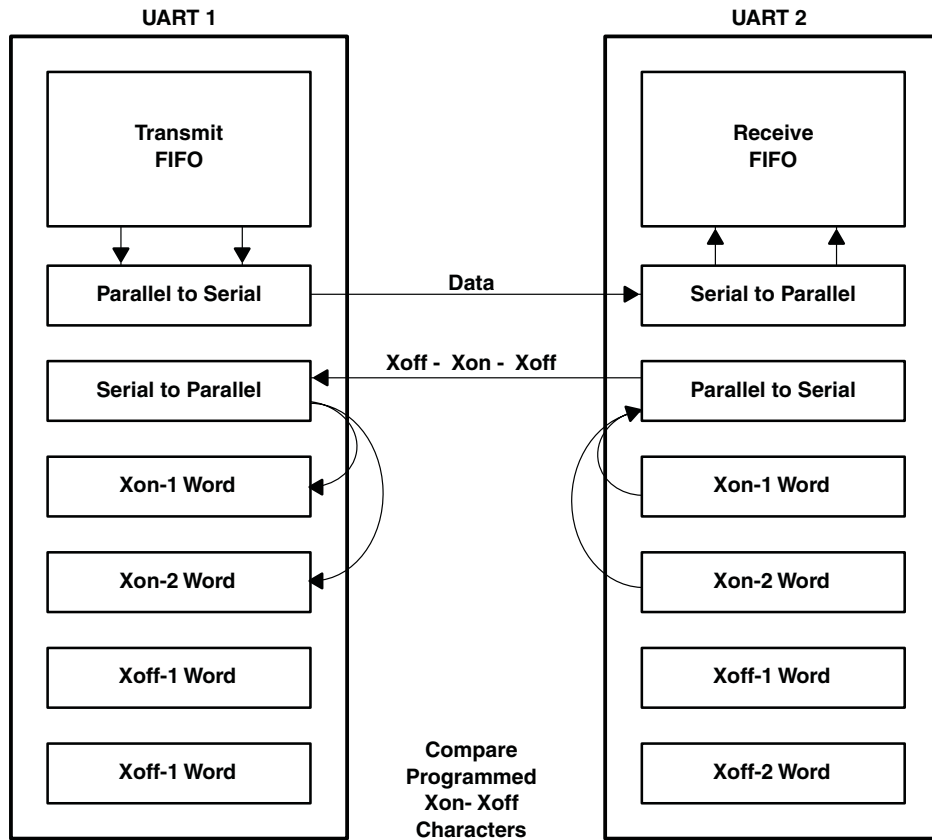 UART 1
UART 2
Transmit
FIFO
Receive
FIFO
Parallel to Serial
Data
Serial to Parallel
Serial to Parallel
Xoff - Xon - Xoff
Parallel to Serial
Xon-1 Word
Xon-1 Word
Xon-2 Word
Xon-2 Word
Xoff-1 Word
Xoff-1 Word
Xoff-1 Word
Compare
Programmed
Xon- Xoff
Characters
Xoff-2 Word